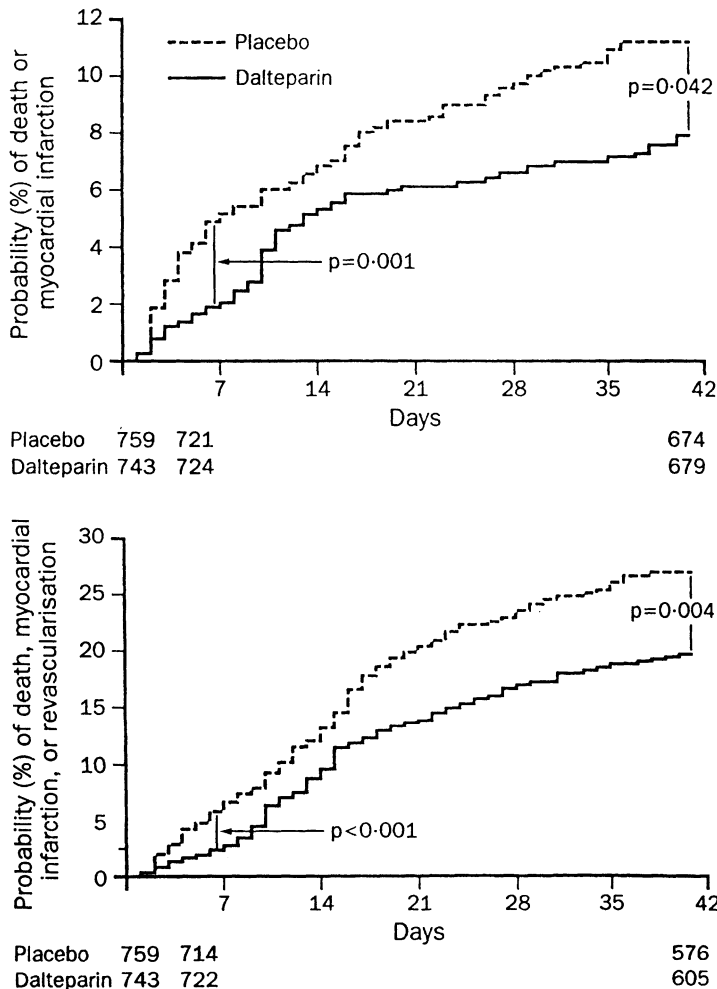 Probability (%) of death or
myocardial infarction
12
10
8
6
4
2
0
Placebo
Dalteparin
p=0·042
p=0·001
7 14 21 28 35 42
Days
Placebo 759 721 674
Dalteparin 743 724 679
Probability (%) of death, myocardial
infarction, or revascularisation
30
25
20
15
10
5
0
p=0·004
p<0·001
7 14 21 28 35 42
Days
Placebo 759 714 576
Dalteparin 743 722 605